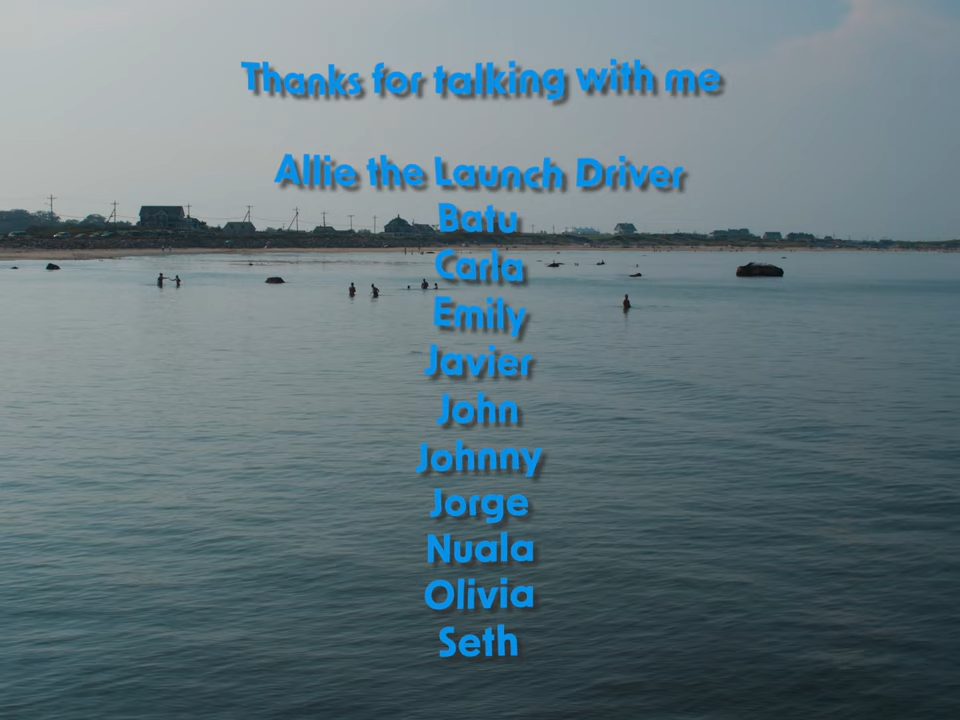 Thanks for talking with me
Allie the Launch Driver
Batu
Carla
Emily
Javier
John
Johnny
Jorge
Nuala
Olivia
Seth